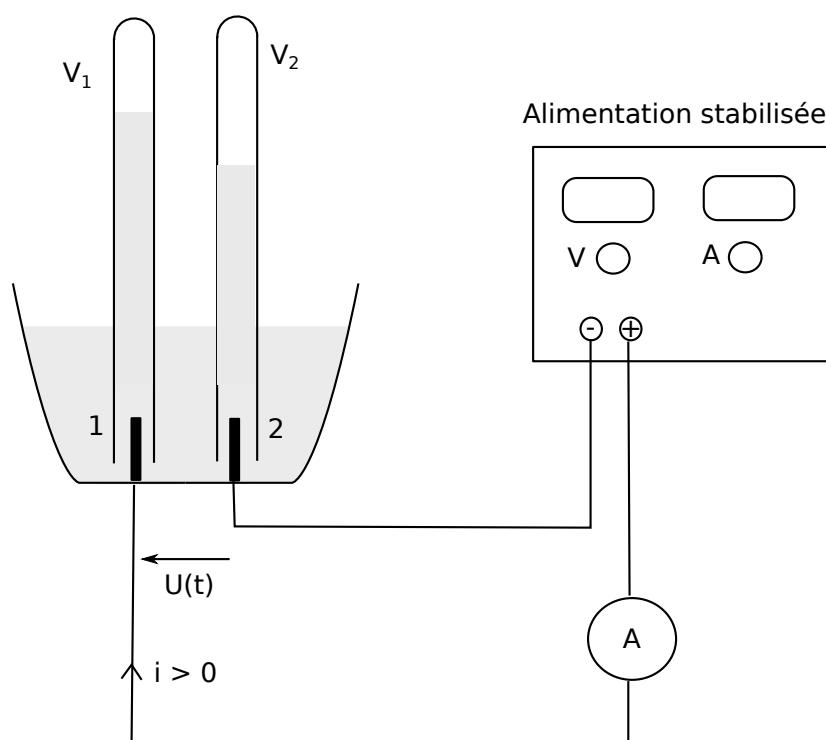 V₁
V₂
Alimentation stabilisée
V
A
- +
1
2
U(t)
i > 0
A